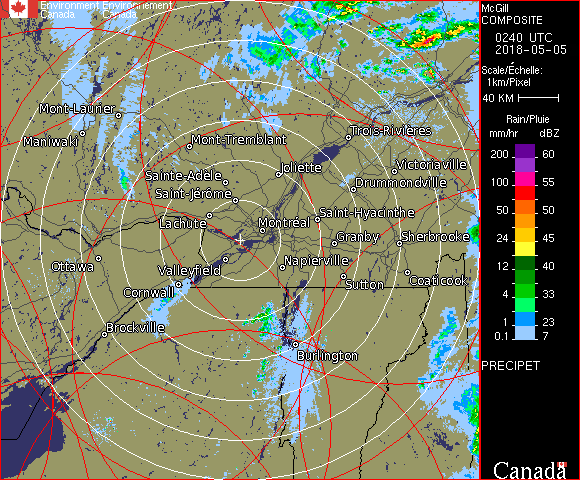 Environment Environnement
Canada Canada
McGill
COMPOSITE
0240 UTC
2018-05-05
Scale/Échelle:
1km/Pixel
40 KM
Rain/Pluie
mm/hr dBZ
200 60
100 55
50 50
24 45
12 40
4 33
1 23
0.1 7
PRECIPET
Canada
Mont-Laurier
Maniwaki
Mont-Tremblant
Trois-Rivières
Victoriaville
Joliette
Sainte-Adèle
Drummondville
Saint-Jérôme
Saint-Hyacinthe
Lachute
Montréal
Granby
Sherbrooke
Ottawa
Valleyfield
Napierville
Sutton
Coaticook
Cornwall
Brockville
Burlington